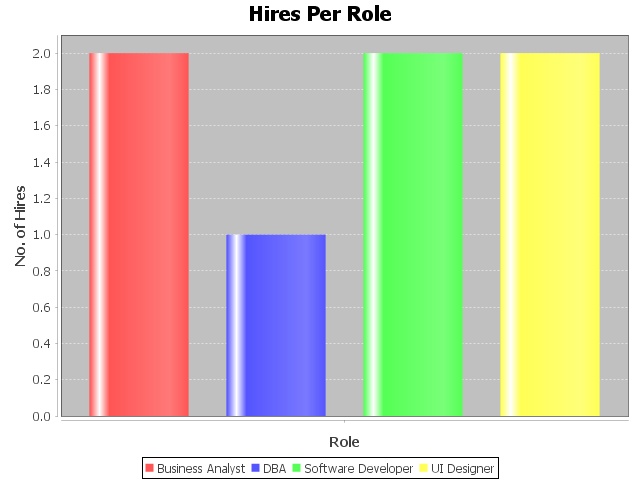 Hires Per Role
No. of Hires
2.0
1.8
1.6
1.4
1.2
1.0
0.8
0.6
0.4
0.2
0.0
Role
Business Analyst DBA Software Developer UI Designer